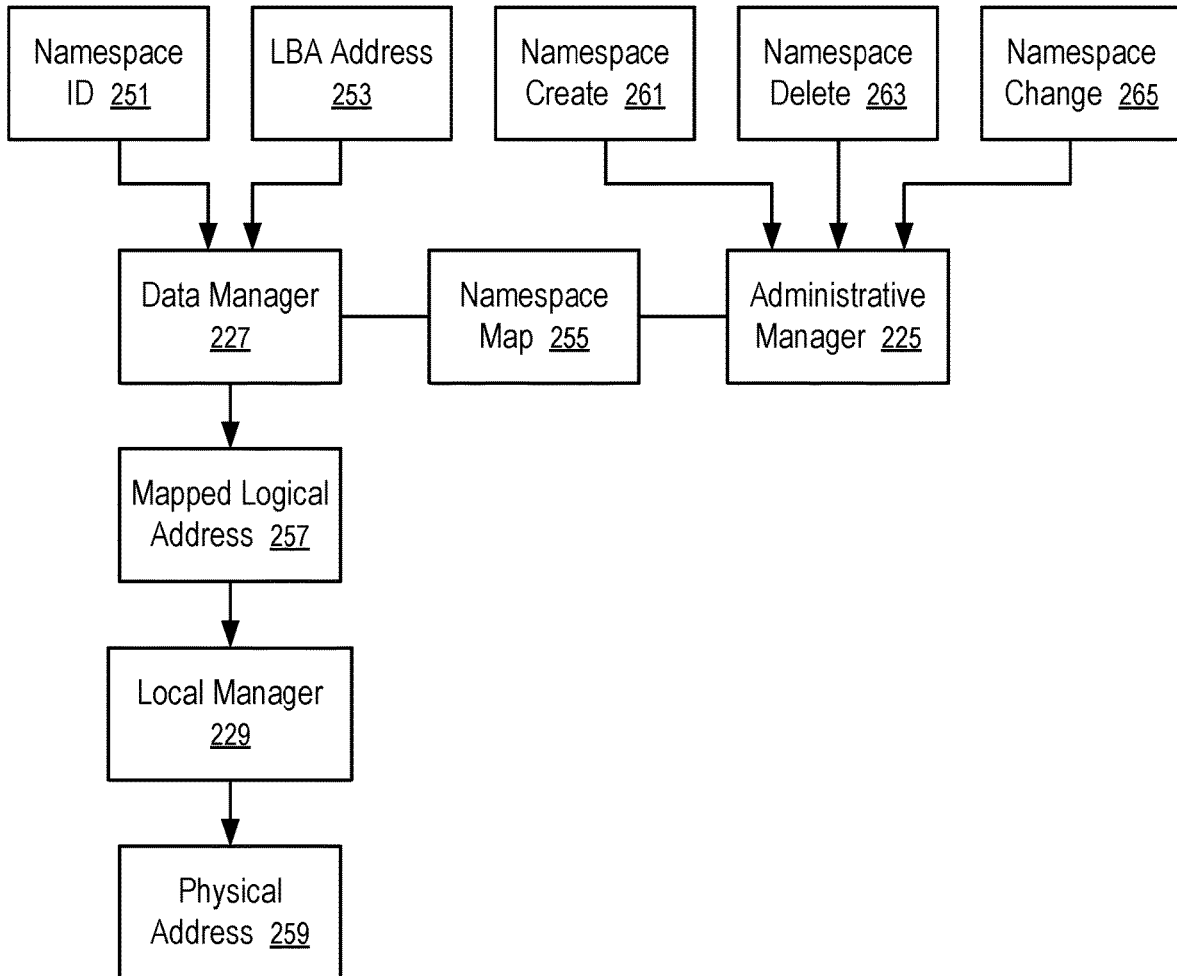 Namespace
ID 251
LBA Address
253
Namespace
Create 261
Namespace
Delete 263
Namespace
Change 265
Data Manager
227
Namespace
Map 255
Administrative
Manager 225
Mapped Logical
Address 257
Local Manager
229
Physical
Address 259